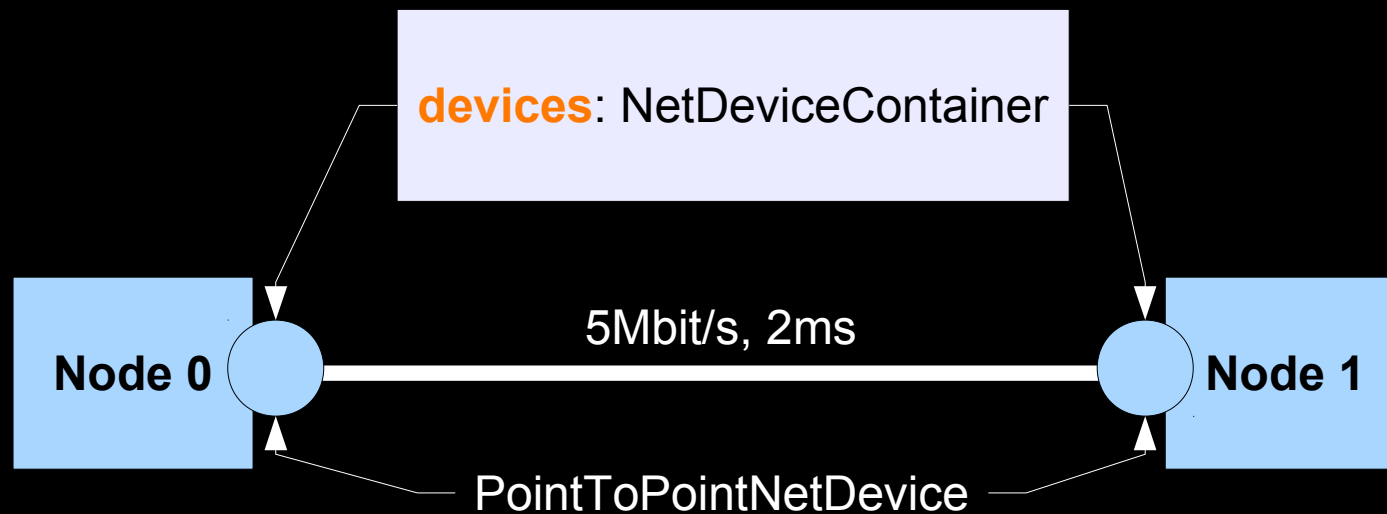 devices: NetDeviceContainer
5Mbit/s, 2ms
Node 0
Node 1
PointToPointNetDevice